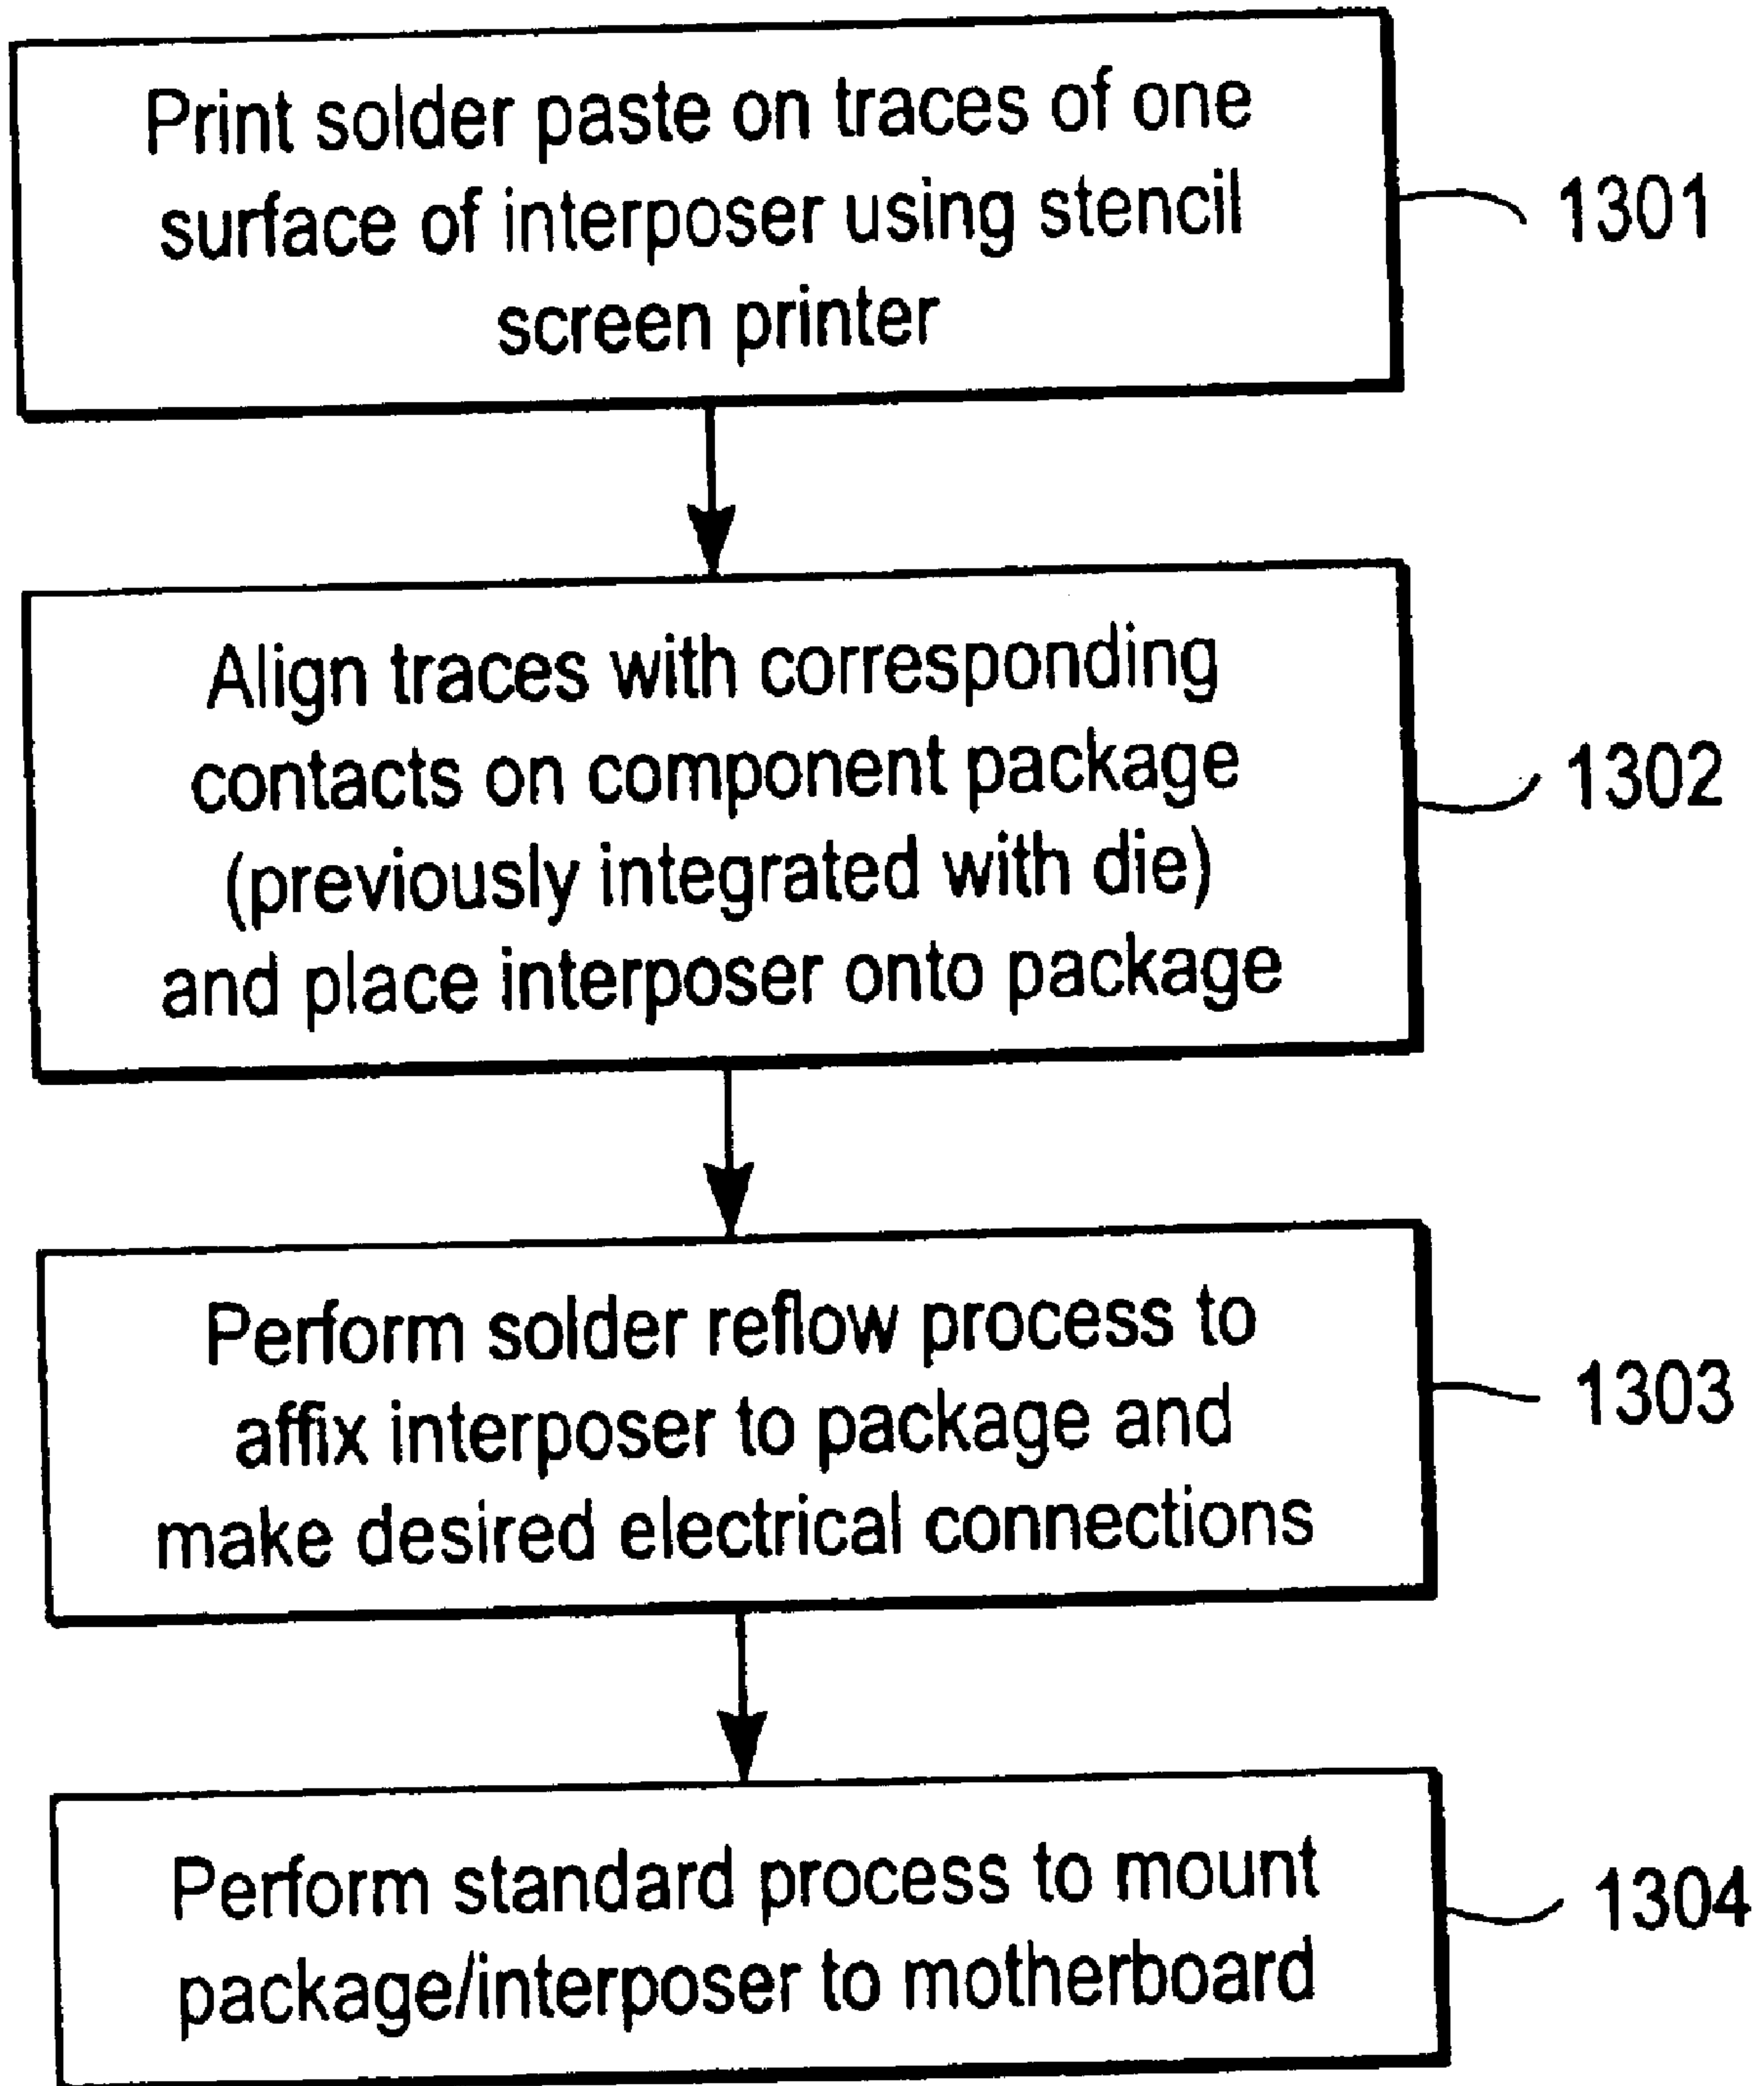 Print solder paste on traces of one
surface of interposer using stencil
screen printer
1301
Align traces with corresponding
contacts on component package
(previously integrated with die)
and place interposer onto package
1302
Perform solder reflow process to
affix interposer to package and
make desired electrical connections
1303
Perform standard process to mount
package/interposer to motherboard
1304